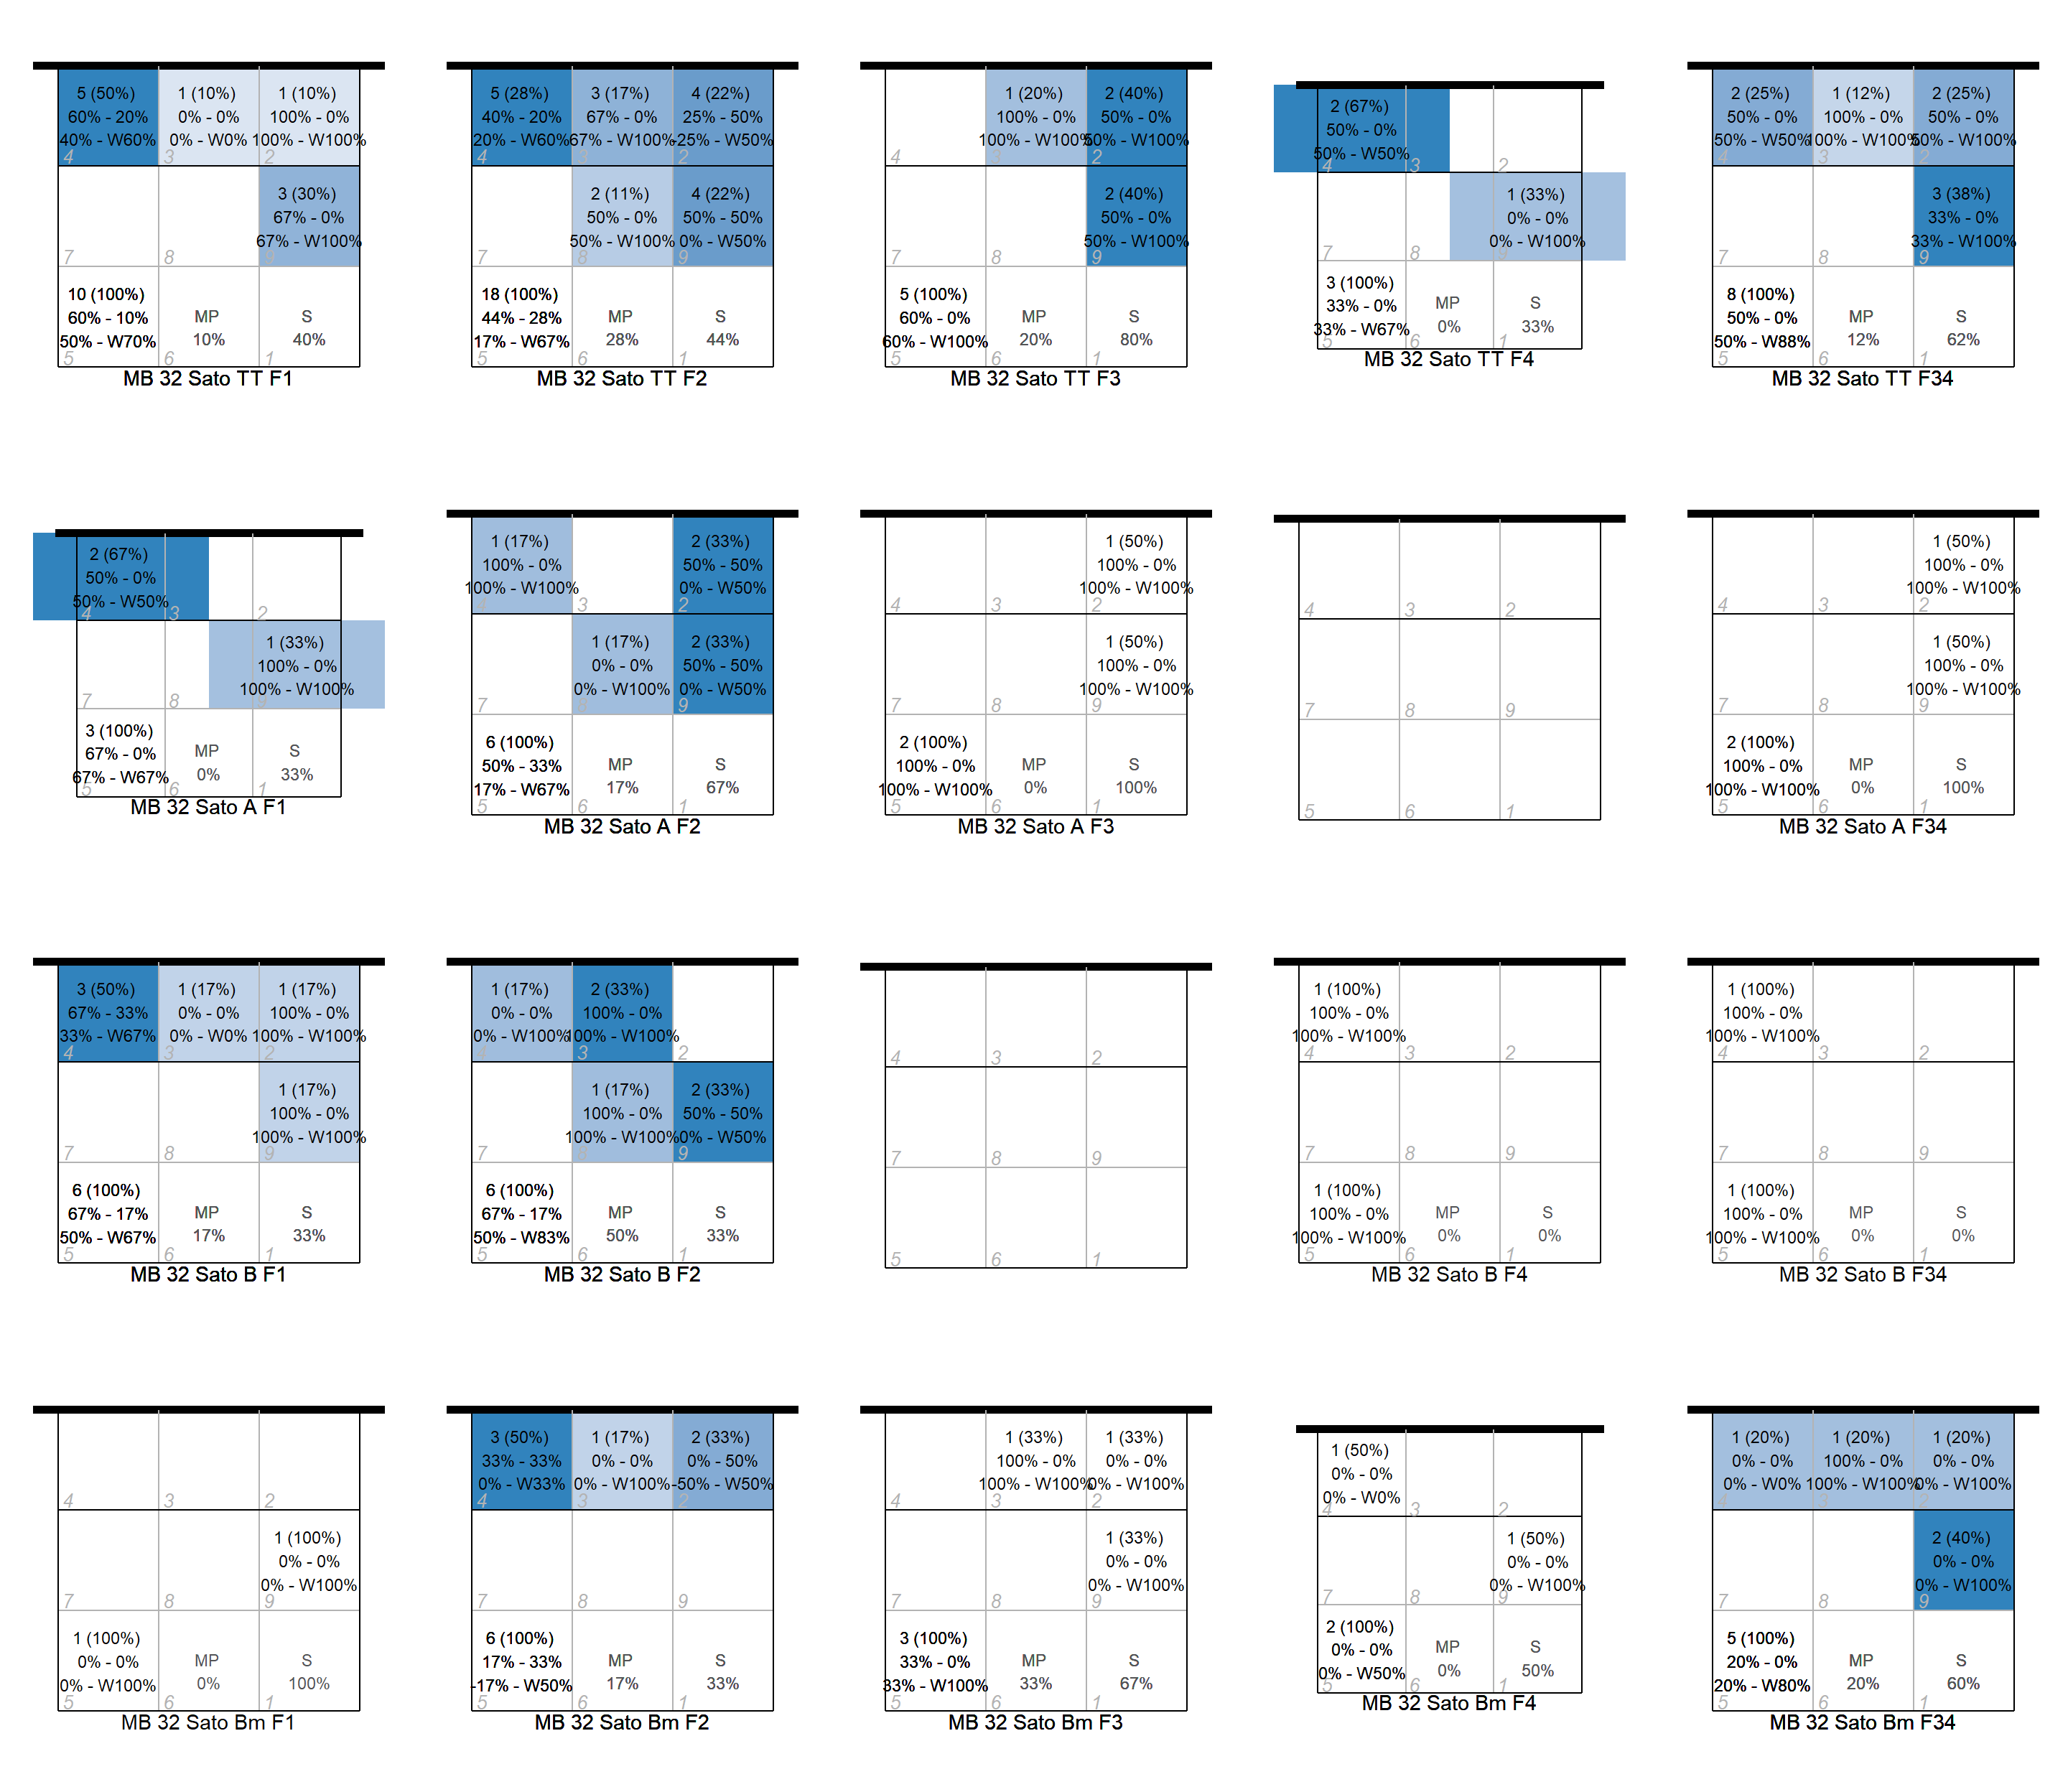 5 (50%)
60% - 20%
40% - W60%
4
1 (10%)
0% - 0%
0% - W0%
3
1 (10%)
100% - 0%
100% - W100%
2
7
8
3 (30%)
67% - 0%
67% - W100%
9
10 (100%)
60% - 10%
50% - W70%
5
MP
10%
6
S
40%
1
MB 32 Sato TT F1
5 (28%)
40% - 20%
20% - W60%
4
3 (17%)
67% - 0%
67% - W100%
3
4 (22%)
25% - 50%
-25% - W50%
2
7
2 (11%)
50% - 0%
50% - W100%
8
4 (22%)
50% - 50%
0% - W50%
9
18 (100%)
44% - 28%
17% - W67%
5
MP
28%
6
S
44%
1
MB 32 Sato TT F2
4
1 (20%)
100% - 0%
100% - W100%
3
2 (40%)
50% - 0%
50% - W100%
2
7
8
2 (40%)
50% - 0%
50% - W100%
9
5 (100%)
60% - 0%
60% - W100%
5
MP
20%
6
S
80%
1
MB 32 Sato TT F3
2 (67%)
50% - 0%
50% - W50%
4
3
2
7
8
1 (33%)
0% - 0%
0% - W100%
9
3 (100%)
33% - 0%
33% - W67%
5
MP
0%
6
S
33%
1
MB 32 Sato TT F4
2 (25%)
50% - 0%
50% - W50%
4
1 (12%)
100% - 0%
100% - W100%
3
2 (25%)
50% - 0%
50% - W100%
2
7
8
3 (38%)
33% - 0%
33% - W100%
9
8 (100%)
50% - 0%
50% - W88%
5
MP
12%
6
S
62%
1
MB 32 Sato TT F34
2 (67%)
50% - 0%
50% - W50%
4
3
2
7
8
1 (33%)
100% - 0%
100% - W100%
9
3 (100%)
67% - 0%
67% - W67%
5
MP
0%
6
S
33%
1
MB 32 Sato A F1
1 (17%)
100% - 0%
100% - W100%
4
3
2 (33%)
50% - 50%
0% - W50%
2
7
1 (17%)
0% - 0%
0% - W100%
8
2 (33%)
50% - 50%
0% - W50%
9
6 (100%)
50% - 33%
17% - W67%
5
MP
17%
6
S
67%
1
MB 32 Sato A F2
4
3
1 (50%)
100% - 0%
100% - W100%
2
7
8
1 (50%)
100% - 0%
100% - W100%
9
2 (100%)
100% - 0%
100% - W100%
5
MP
0%
6
S
100%
1
MB 32 Sato A F3
4
3
2
7
8
9
5
6
1
4
3
1 (50%)
100% - 0%
100% - W100%
2
7
8
1 (50%)
100% - 0%
100% - W100%
9
2 (100%)
100% - 0%
100% - W100%
5
MP
0%
6
S
100%
1
MB 32 Sato A F34
3 (50%)
67% - 33%
33% - W67%
4
1 (17%)
0% - 0%
0% - W0%
3
1 (17%)
100% - 0%
100% - W100%
2
7
8
1 (17%)
100% - 0%
100% - W100%
9
6 (100%)
67% - 17%
50% - W67%
5
MP
17%
6
S
33%
1
MB 32 Sato B F1
1 (17%)
0% - 0%
0% - W100%
4
2 (33%)
100% - 0%
100% - W100%
3
2
7
1 (17%)
100% - 0%
100% - W100%
8
2 (33%)
50% - 50%
0% - W50%
9
6 (100%)
67% - 17%
50% - W83%
5
MP
50%
6
S
33%
1
MB 32 Sato B F2
4
3
2
7
8
9
5
6
1
1 (100%)
100% - 0%
100% - W100%
4
3
2
7
8
9
1 (100%)
100% - 0%
100% - W100%
5
MP
0%
6
S
0%
1
MB 32 Sato B F4
1 (100%)
100% - 0%
100% - W100%
4
3
2
7
8
9
1 (100%)
100% - 0%
100% - W100%
5
MP
0%
6
S
0%
1
MB 32 Sato B F34
4
3
2
7
8
1 (100%)
0% - 0%
0% - W100%
9
1 (100%)
0% - 0%
0% - W100%
5
MP
0%
6
S
100%
1
MB 32 Sato Bm F1
3 (50%)
33% - 33%
0% - W33%
4
1 (17%)
0% - 0%
0% - W100%
3
2 (33%)
0% - 50%
-50% - W50%
2
7
8
9
6 (100%)
17% - 33%
-17% - W50%
5
MP
17%
6
S
33%
1
MB 32 Sato Bm F2
4
1 (33%)
100% - 0%
100% - W100%
3
1 (33%)
0% - 0%
0% - W100%
2
7
8
1 (33%)
0% - 0%
0% - W100%
9
3 (100%)
33% - 0%
33% - W100%
5
MP
33%
6
S
67%
1
MB 32 Sato Bm F3
1 (50%)
0% - 0%
0% - W0%
4
3
2
7
8
1 (50%)
0% - 0%
0% - W100%
9
2 (100%)
0% - 0%
0% - W50%
5
MP
0%
6
S
50%
1
MB 32 Sato Bm F4
1 (20%)
0% - 0%
0% - W0%
4
1 (20%)
100% - 0%
100% - W100%
3
1 (20%)
0% - 0%
0% - W100%
2
7
8
2 (40%)
0% - 0%
0% - W100%
9
5 (100%)
20% - 0%
20% - W80%
5
MP
20%
6
S
60%
1
MB 32 Sato Bm F34